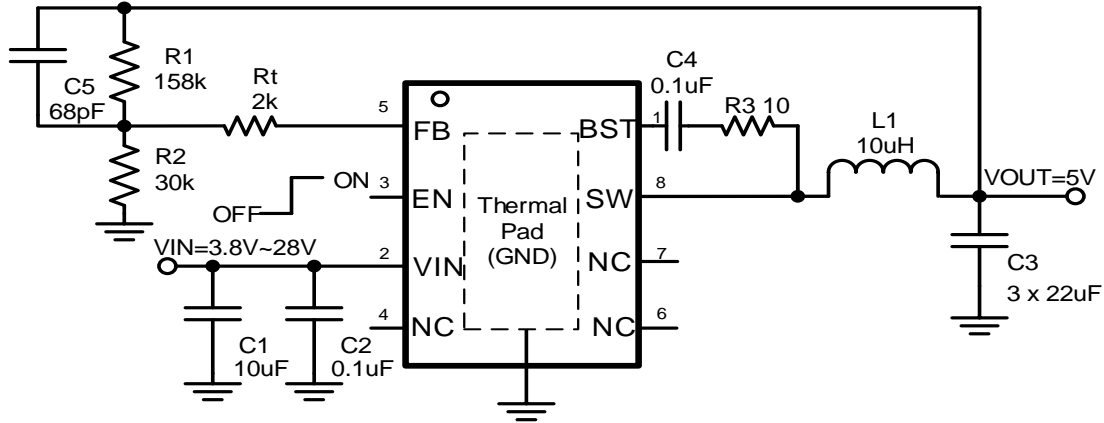 C5
68pF
R1
158k
Rt
2k
R2
30k
5
FB
BST
1
C4
0.1uF
R3 10
L1
10uH
OFF
ON
3
EN
Thermal
Pad
(GND)
SW
8
VOUT=5V
VIN=3.8V~28V
2
VIN
NC
7
C3
3 x 22uF
4
NC
NC
6
C1
10uF
C2
0.1uF